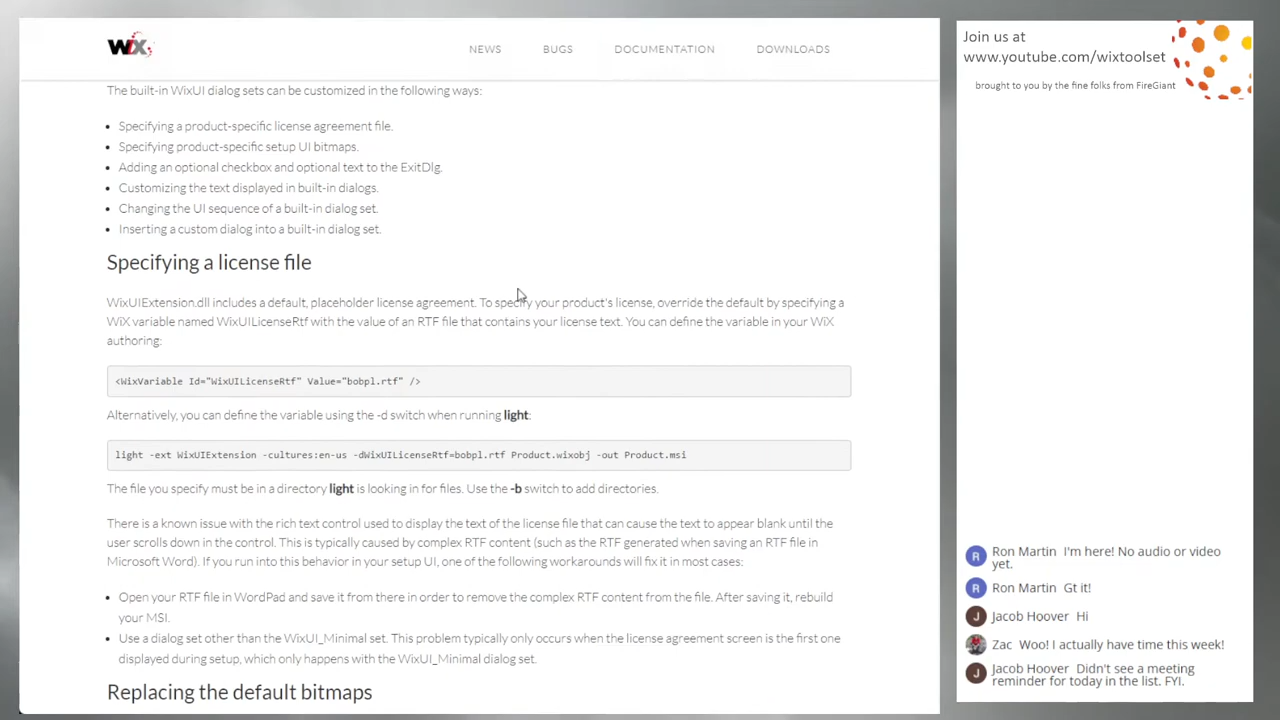 WiX
NEWS
BUGS
DOCUMENTATION
DOWNLOADS
The built-in WixUI dialog sets can be customized in the following ways:
• Specifying a product-specific license agreement file.
• Specifying product-specific setup UI bitmaps.
• Adding an optional checkbox and optional text to the ExitDlg.
• Customizing the text displayed in built-in dialogs.
• Changing the UI sequence of a built-in dialog set.
• Inserting a custom dialog into a built-in dialog set.
Specifying a license file
WixUIExtension.dll includes a default, placeholder license agreement. To specify your product's license, override the default by specifying a
WiX variable named WixUILicenseRtf with the value of an RTF file that contains your license text. You can define the variable in your WiX
authoring:
<WixVariable Id="WixUILicenseRtf" Value="bobpl.rtf" />
Alternatively, you can define the variable using the -d switch when running light:
light -ext WixUIExtension -cultures:en-us -dWixUILicenseRtf=bobpl.rtf Product.wixobj -out Product.msi
The file you specify must be in a directory light is looking in for files. Use the -b switch to add directories.
There is a known issue with the rich text control used to display the text of the license file that can cause the text to appear blank until the
user scrolls down in the control. This is typically caused by complex RTF content (such as the RTF generated when saving an RTF file in
Microsoft Word). If you run into this behavior in your setup UI, one of the following workarounds will fix it in most cases:
• Open your RTF file in WordPad and save it from there in order to remove the complex RTF content from the file. After saving it, rebuild
your MSI.
• Use a dialog set other than the WixUI_Minimal set. This problem typically only occurs when the license agreement screen is the first one
displayed during setup, which only happens with the WixUI_Minimal dialog set.
Replacing the default bitmaps
Join us at
www.youtube.com/wixtoolset
brought to you by the fine folks from FireGiant
R Ron Martin I'm here! No audio or video
yet.
R Ron Martin Gt it!
J Jacob Hoover Hi
Zac Woo! I actually have time this week!
J Jacob Hoover Didn't see a meeting
reminder for today in the list. FYI.